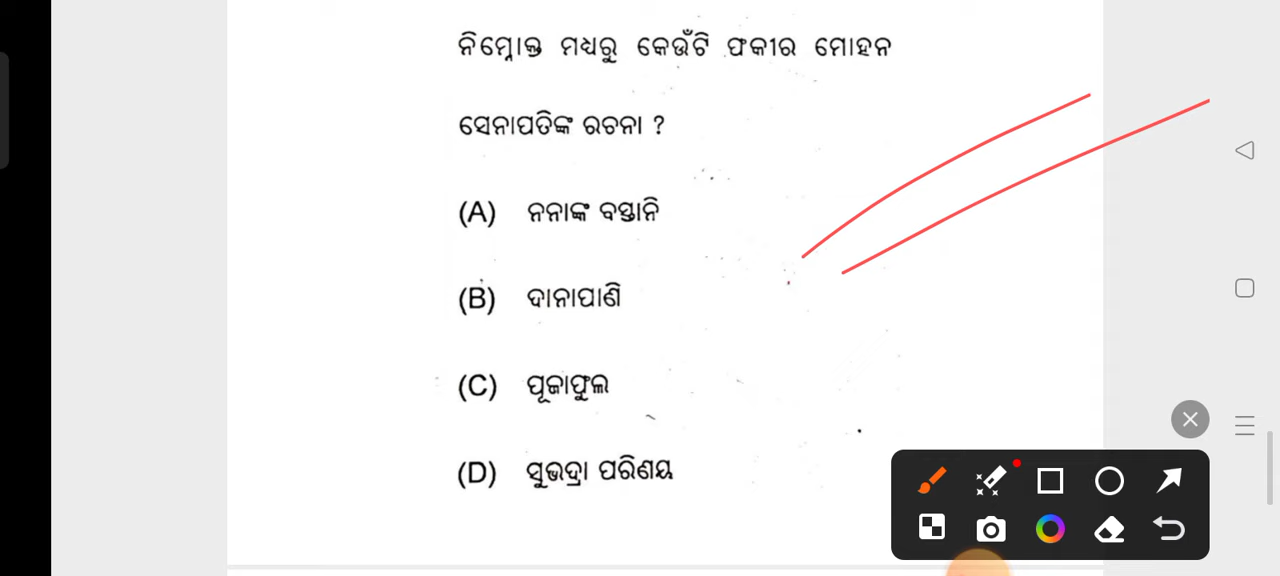 ନିମ୍ନୋକ୍ତ ମଧ୍ୟରୁ କେଉଁଟି ଫକୀର ମୋହନ
ସେନାପତିଙ୍କ ରଚନା ?
(A) ନନାଙ୍କ ବସ୍ତାନି
(B) ଦାନାପାଣି
(C) ପୂଜାଫୁଲ
(D) ସୁଭଦ୍ରା ପରିଣୟ